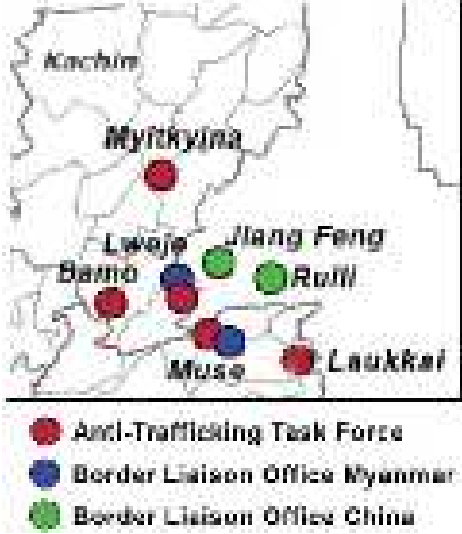 Kachin
Myitkyina
Lweje
Jiang Feng
Bamo
Ruili
Muse
Laukkai
Anti-Trafficking Task Force
Border Liaison Office Myanmar
Border Liaison Office China